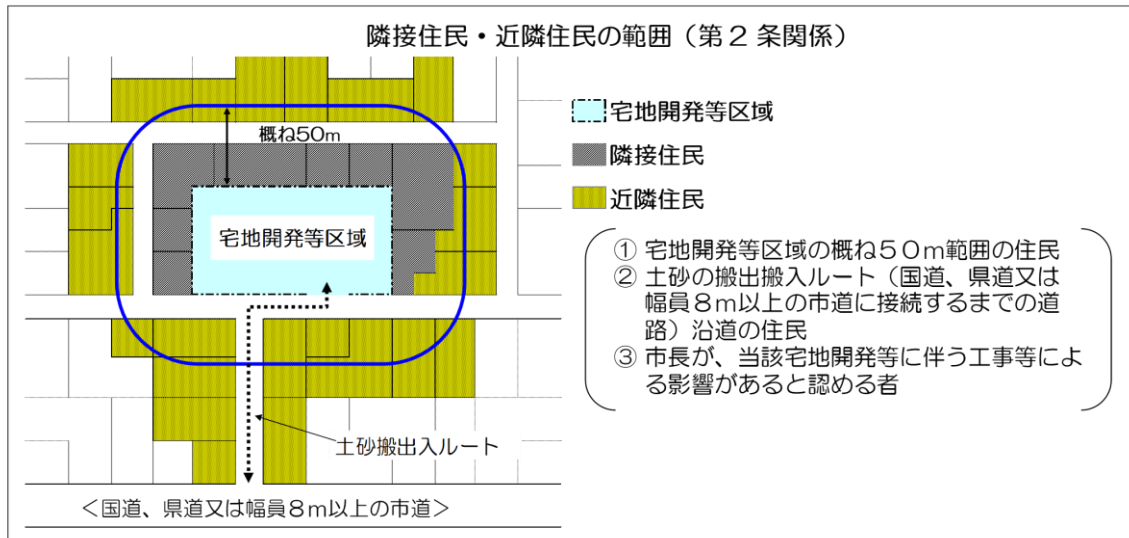 隣接住民・近隣住民の範囲（第２条関係）
概ね50m
宅地開発等区域
土砂搬出入ルート
＜国道、県道又は幅員８ｍ以上の市道＞
宅地開発等区域
隣接住民
近隣住民
① 宅地開発等区域の概ね５０ｍ範囲の住民
② 土砂の搬出搬入ルート（国道、県道又は
幅員８ｍ以上の市道に接続するまでの道
路）沿道の住民
③ 市長が、当該宅地開発等に伴う工事等によ
る影響があると認める者